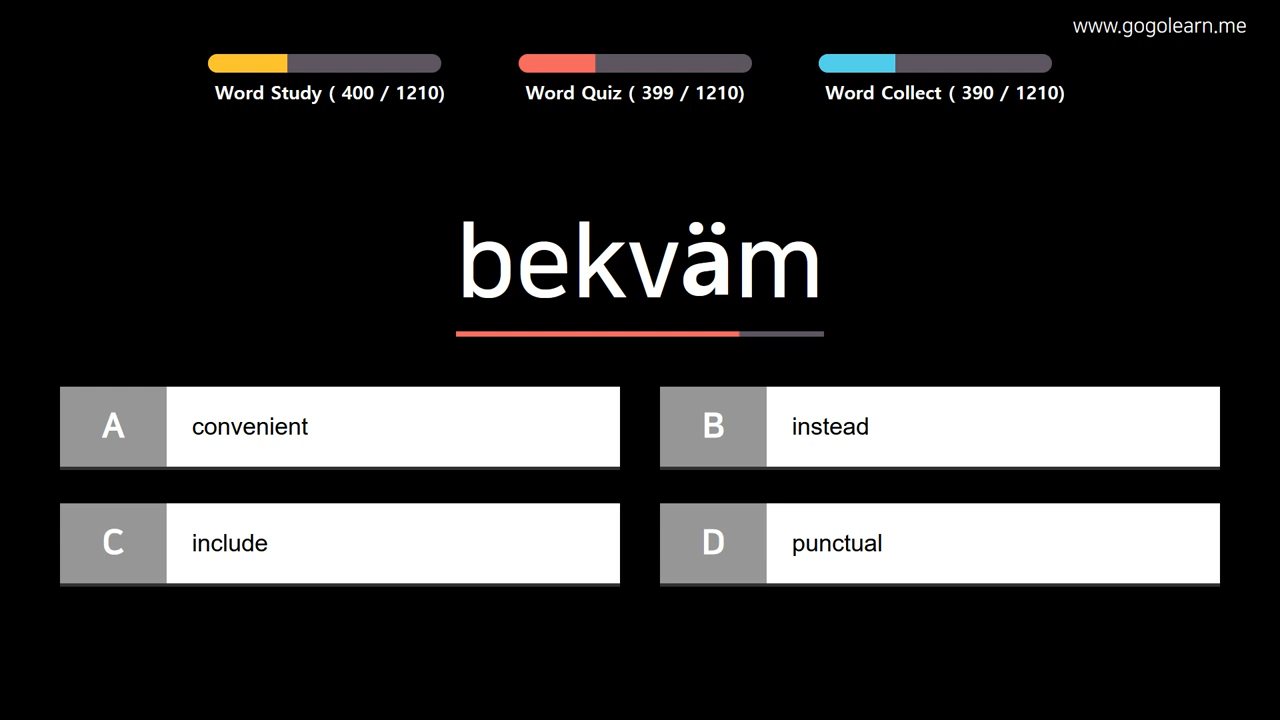 www.gogolearn.me
Word Study ( 400 / 1210)
Word Quiz ( 399 / 1210)
Word Collect ( 390 / 1210)
bekväm
A convenient
B instead
C include
D punctual